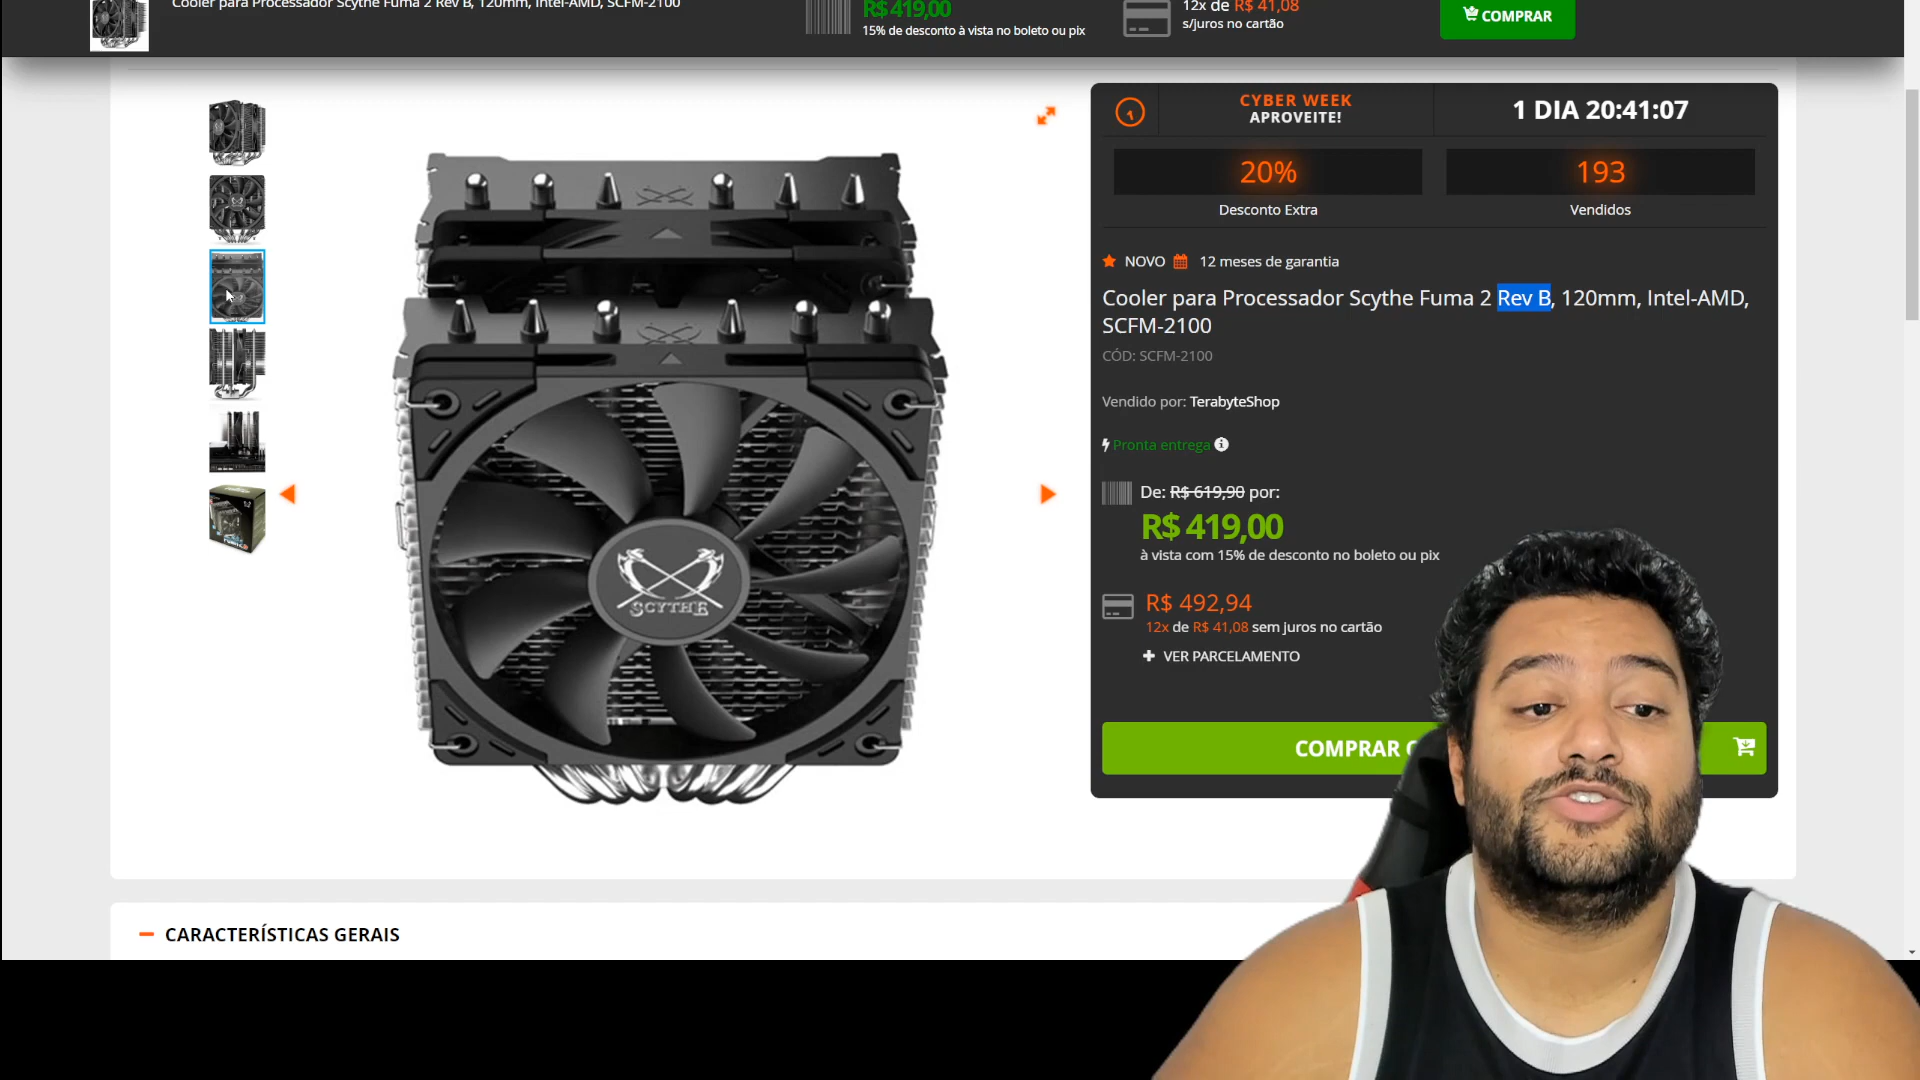 Cooler para Processador Scythe Fuma 2 Rev B, 120mm, Intel-AMD, SCFM-2100
R$ 419,00
15% de desconto à vista no boleto ou pix
12x de R$ 41,08
s/juros no cartão
COMPRAR
CYBER WEEK
APROVEITE!
1 DIA 20:41:07
20%
Desconto Extra
193
Vendidos
NOVO 12 meses de garantia
Cooler para Processador Scythe Fuma 2 Rev B, 120mm, Intel-AMD,
SCFM-2100
CÓD: SCFM-2100
Vendido por: TerabyteShop
Pronta entrega
De: R$ 619,90 por:
R$ 419,00
à vista com 15% de desconto no boleto ou pix
R$ 492,94
12x de R$ 41,08 sem juros no cartão
+ VER PARCELAMENTO
COMPRAR
SCYTHE
CARACTERÍSTICAS GERAIS